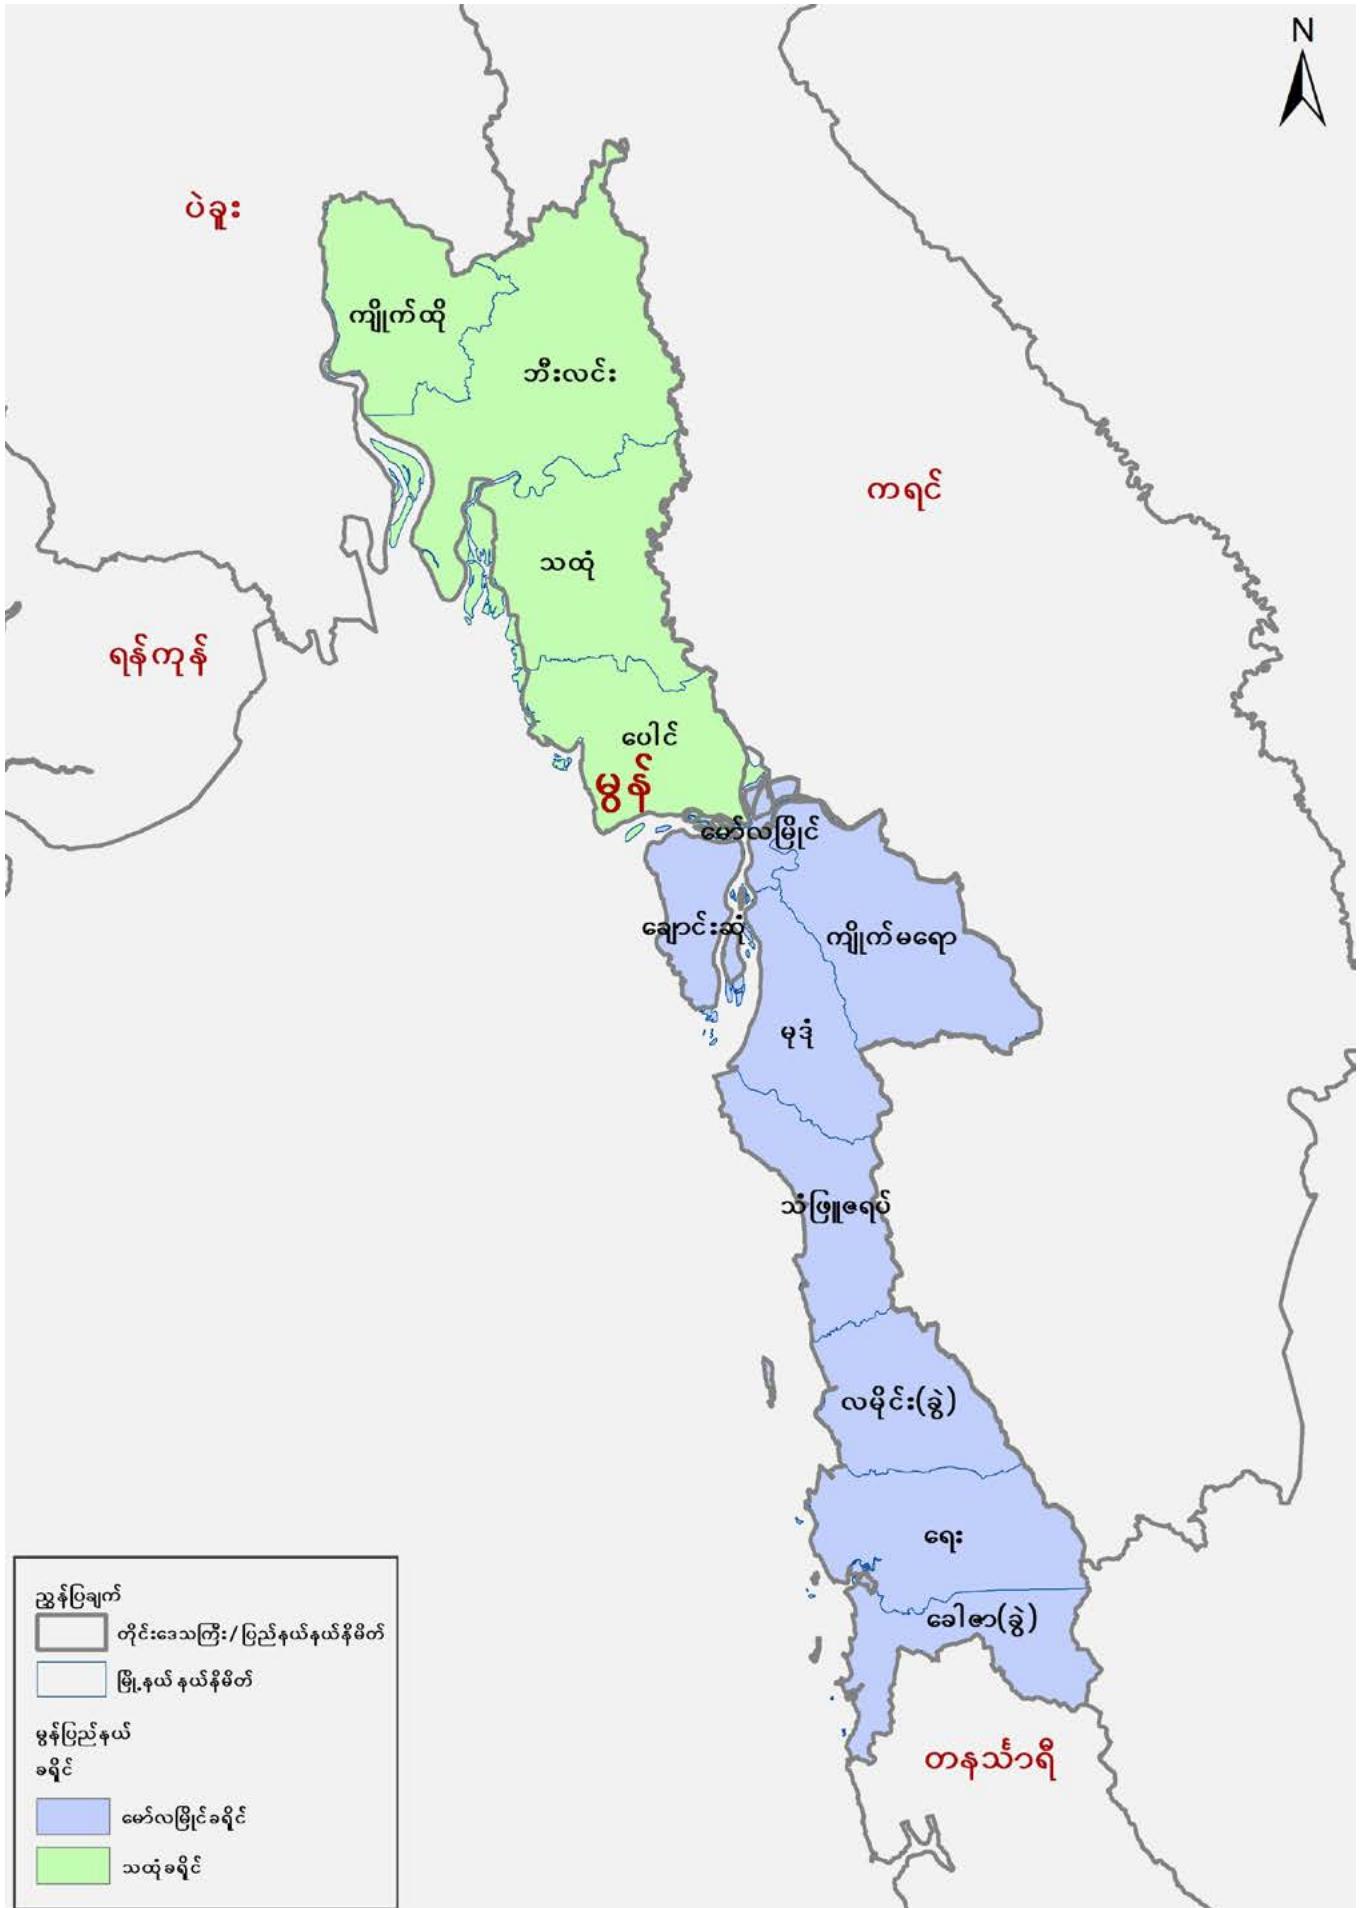 N
ပဲခူး
ကျိုက်ထို
ဘီးလင်း
ကရင်
သထုံ
ရန်ကုန်
ပေါင်
မွန်
မော်လမြိုင်
ချောင်းဆုံ
ကျိုက်မရော
မုဒုံ
သံဖြူဇရပ်
လမိုင်း(ခွဲ)
ရေး
ခေါဇာ(ခွဲ)
တနင်္သာရီ
ညွှန်ပြချက်
တိုင်းဒေသကြီး/ပြည်နယ်နယ်နိမိတ်
မြို့နယ် နယ်နိမိတ်
မွန်ပြည်နယ်
ခရိုင်
မော်လမြိုင်ခရိုင်
သထုံခရိုင်